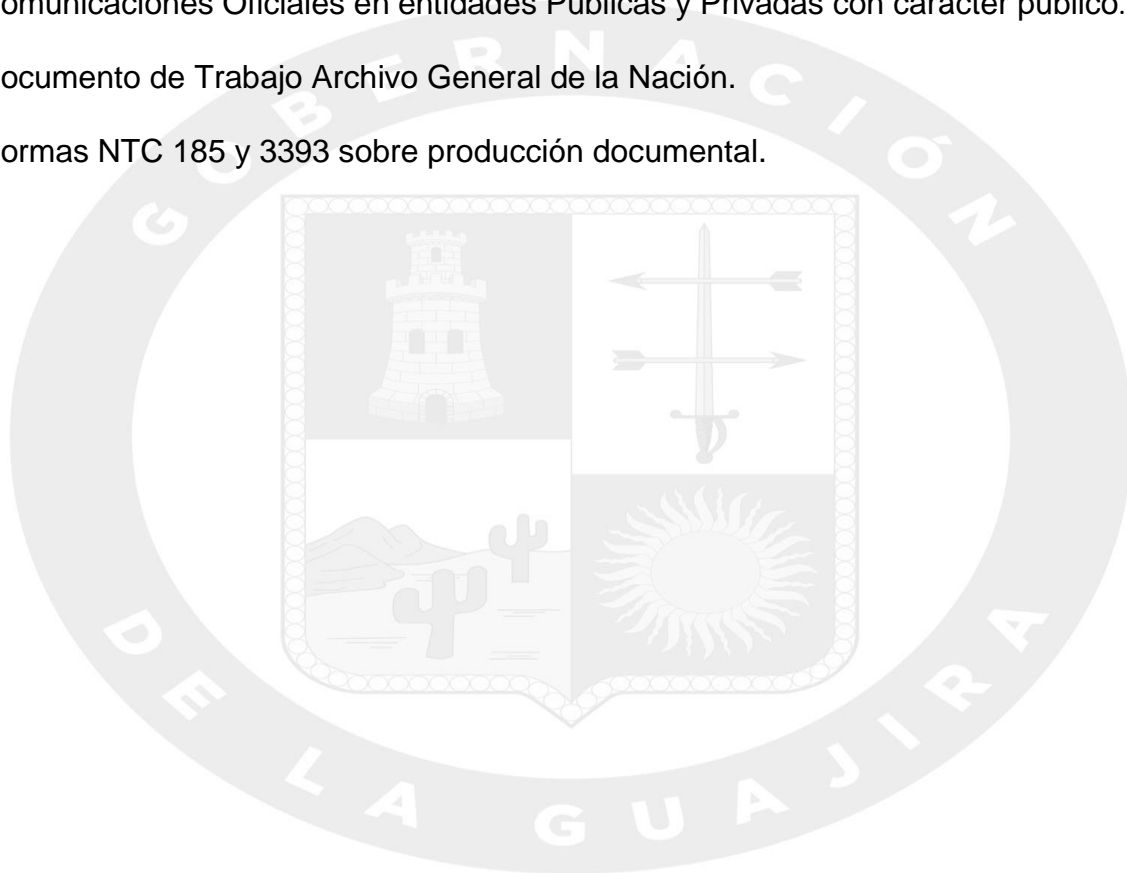 omunicaciones Oficiales en entidades Públicas y Privadas con carácter público.
ocumento de Trabajo Archivo General de la Nación.
ormas NTC 185 y 3393 sobre producción documental.
GOBERNACIÓN
DE LA GUAJIRA